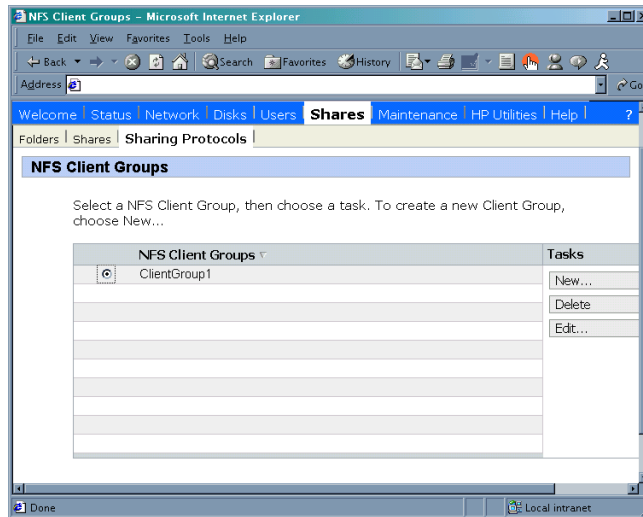 NFS Client Groups - Microsoft Internet Explorer
File Edit View Favorites Tools Help
Back Search Favorites History
Address Go
Welcome Status Network Disks Users Shares Maintenance HP Utilities Help ?
Folders Shares Sharing Protocols
NFS Client Groups
Select a NFS Client Group, then choose a task. To create a new Client Group,
choose New...
NFS Client Groups Tasks
ClientGroup1
New...
Delete
Edit...
Done Local intranet